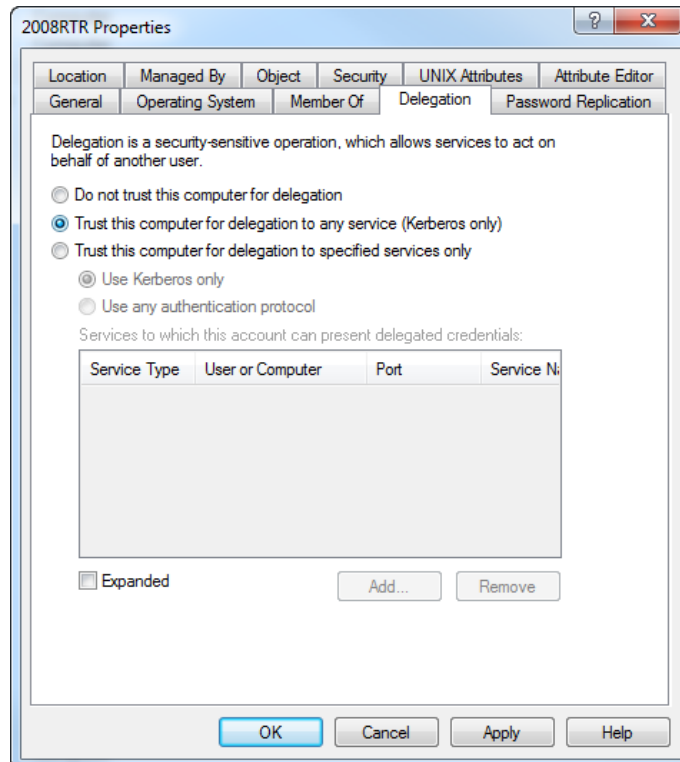 2008RTR Properties
Location Managed By Object Security UNIX Attributes Attribute Editor
General Operating System Member Of Delegation Password Replication
Delegation is a security-sensitive operation, which allows services to act on
behalf of another user.
Do not trust this computer for delegation
Trust this computer for delegation to any service (Kerberos only)
Trust this computer for delegation to specified services only
Use Kerberos only
Use any authentication protocol
Services to which this account can present delegated credentials:
Service Type User or Computer Port Service Na
Expanded Add... Remove
OK Cancel Apply Help